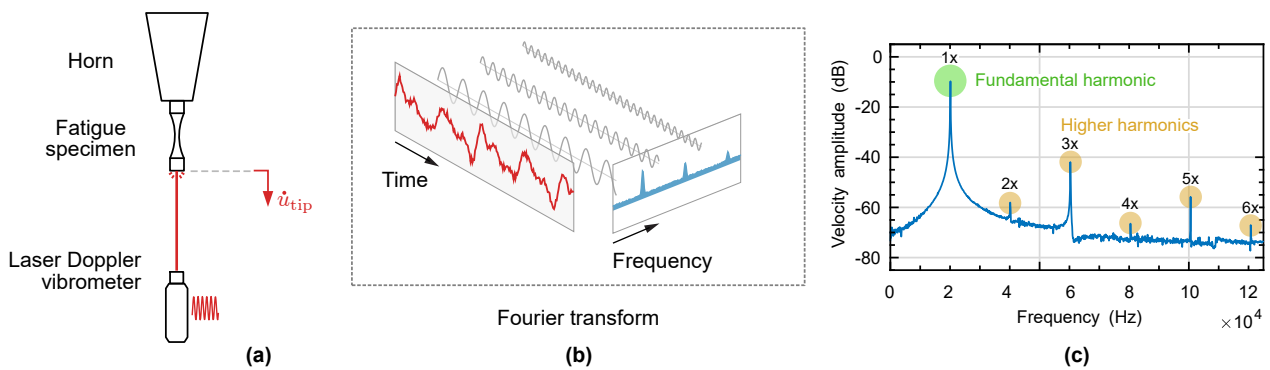 Horn
Fatigue
specimen
u̇tip
Laser Doppler
vibrometer
(a)
Time
Frequency
Fourier transform
(b)
0
-20
-40
-60
-80
Velocity amplitude (dB)
1x
Fundamental harmonic
Higher harmonics
2x
3x
4x
5x
6x
0 2 4 6 8 10 12
Frequency (Hz)
×10⁴
(c)